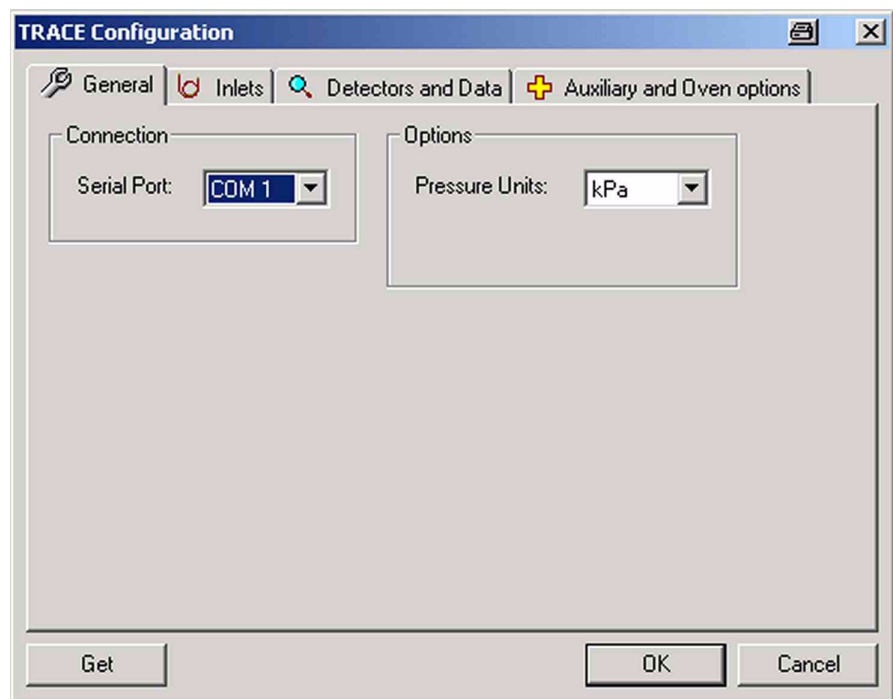 TRACE Configuration
General Inlets Detectors and Data Auxiliary and Oven options
Connection
Serial Port: COM 1
Options
Pressure Units: kPa
Get OK Cancel